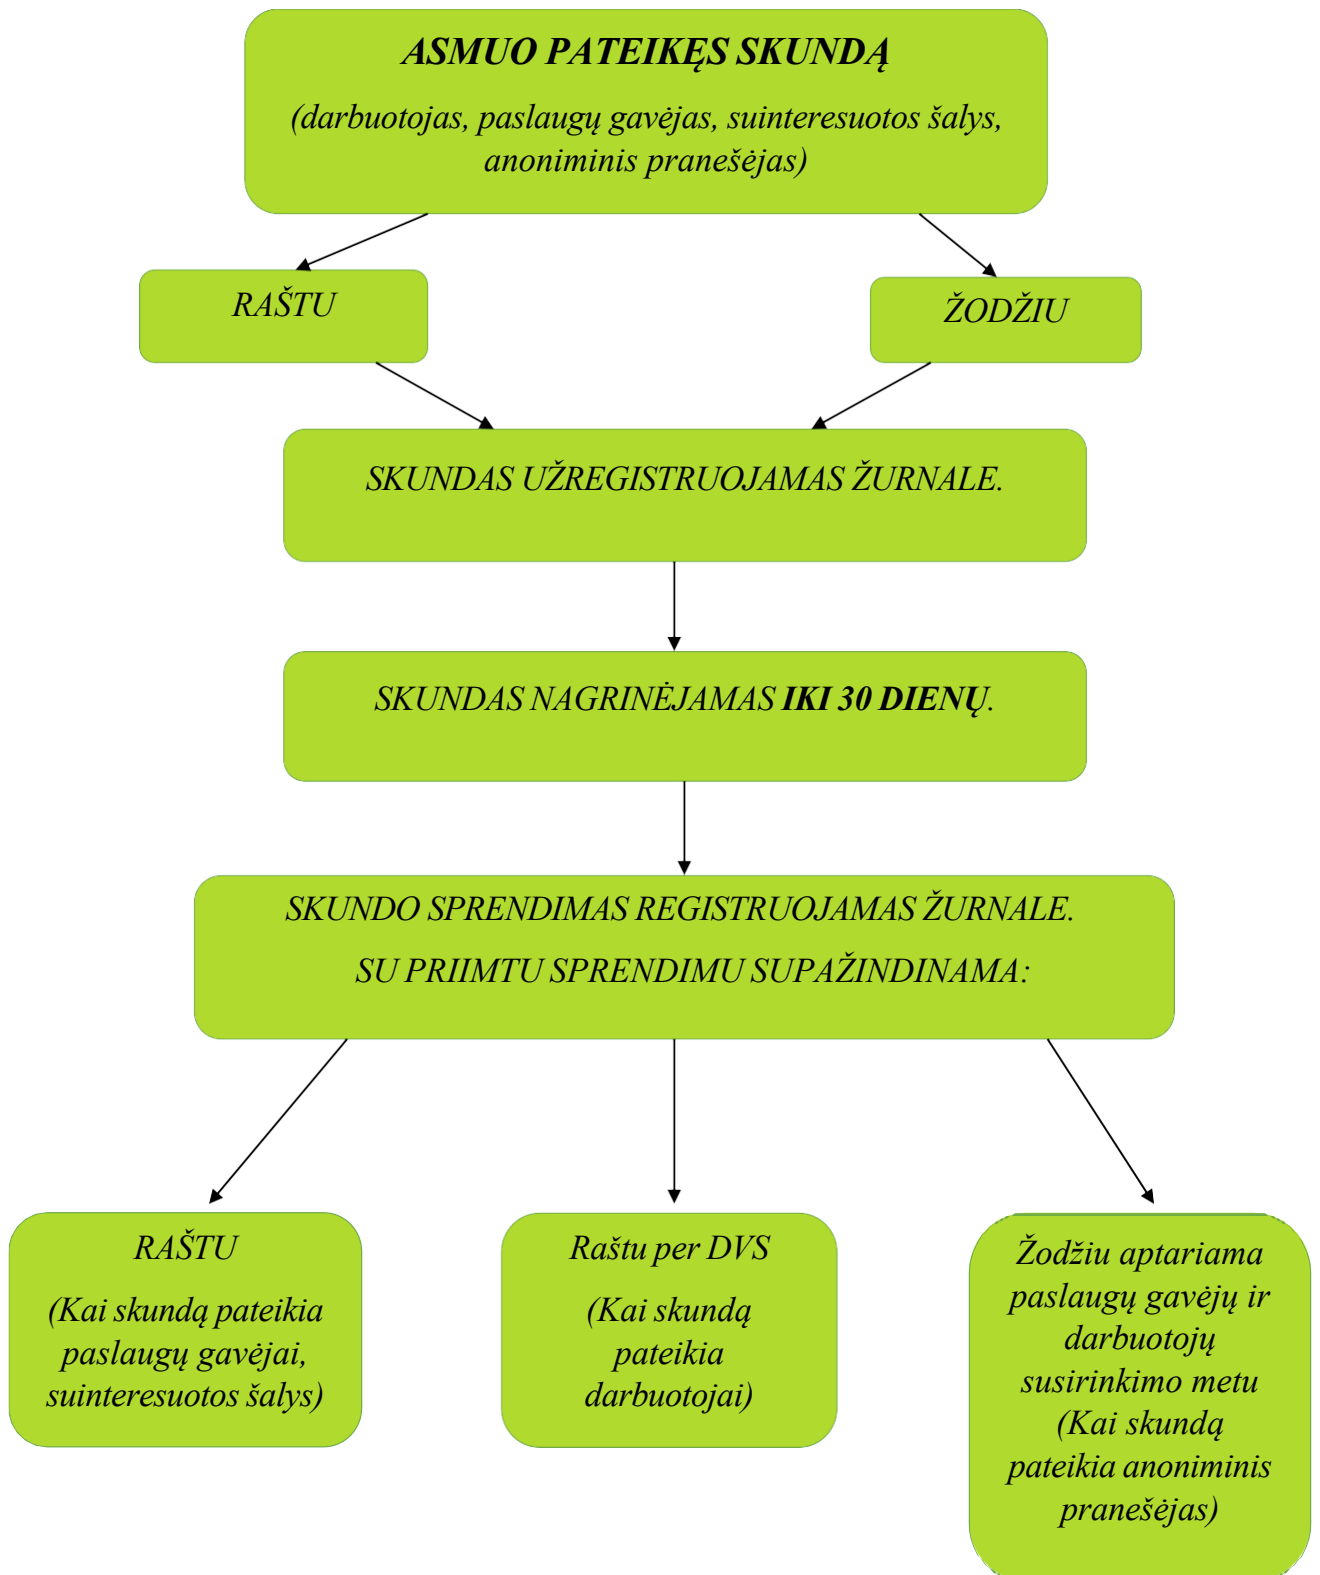 ASMUO PATEIKĘS SKUNDĄ
(darbuotojas, paslaugų gavėjas, suinteresuotos šalys,
anoniminis pranešėjas)
RAŠTU
ŽODŽIU
SKUNDAS UŽREGISTRUOJAMAS ŽURNALE.
SKUNDAS NAGRINĖJAMAS IKI 30 DIENŲ.
SKUNDO SPRENDIMAS REGISTRUOJAMAS ŽURNALE.
SU PRIIMTU SPRENDIMU SUPAŽINDINAMA:
RAŠTU
(Kai skundą pateikia
paslaugų gavėjai,
suinteresuotos šalys)
Raštu per DVS
(Kai skundą
pateikia
darbuotojai)
Žodžiu aptariama
paslaugų gavėjų ir
darbuotojų
susirinkimo metu
(Kai skundą
pateikia anoniminis
pranešėjas)